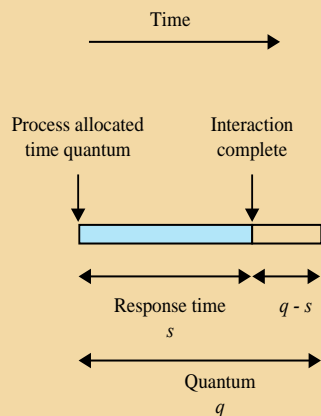 Time
Process allocated
time quantum
Interaction
complete
Response time
s
q - s
Quantum
q